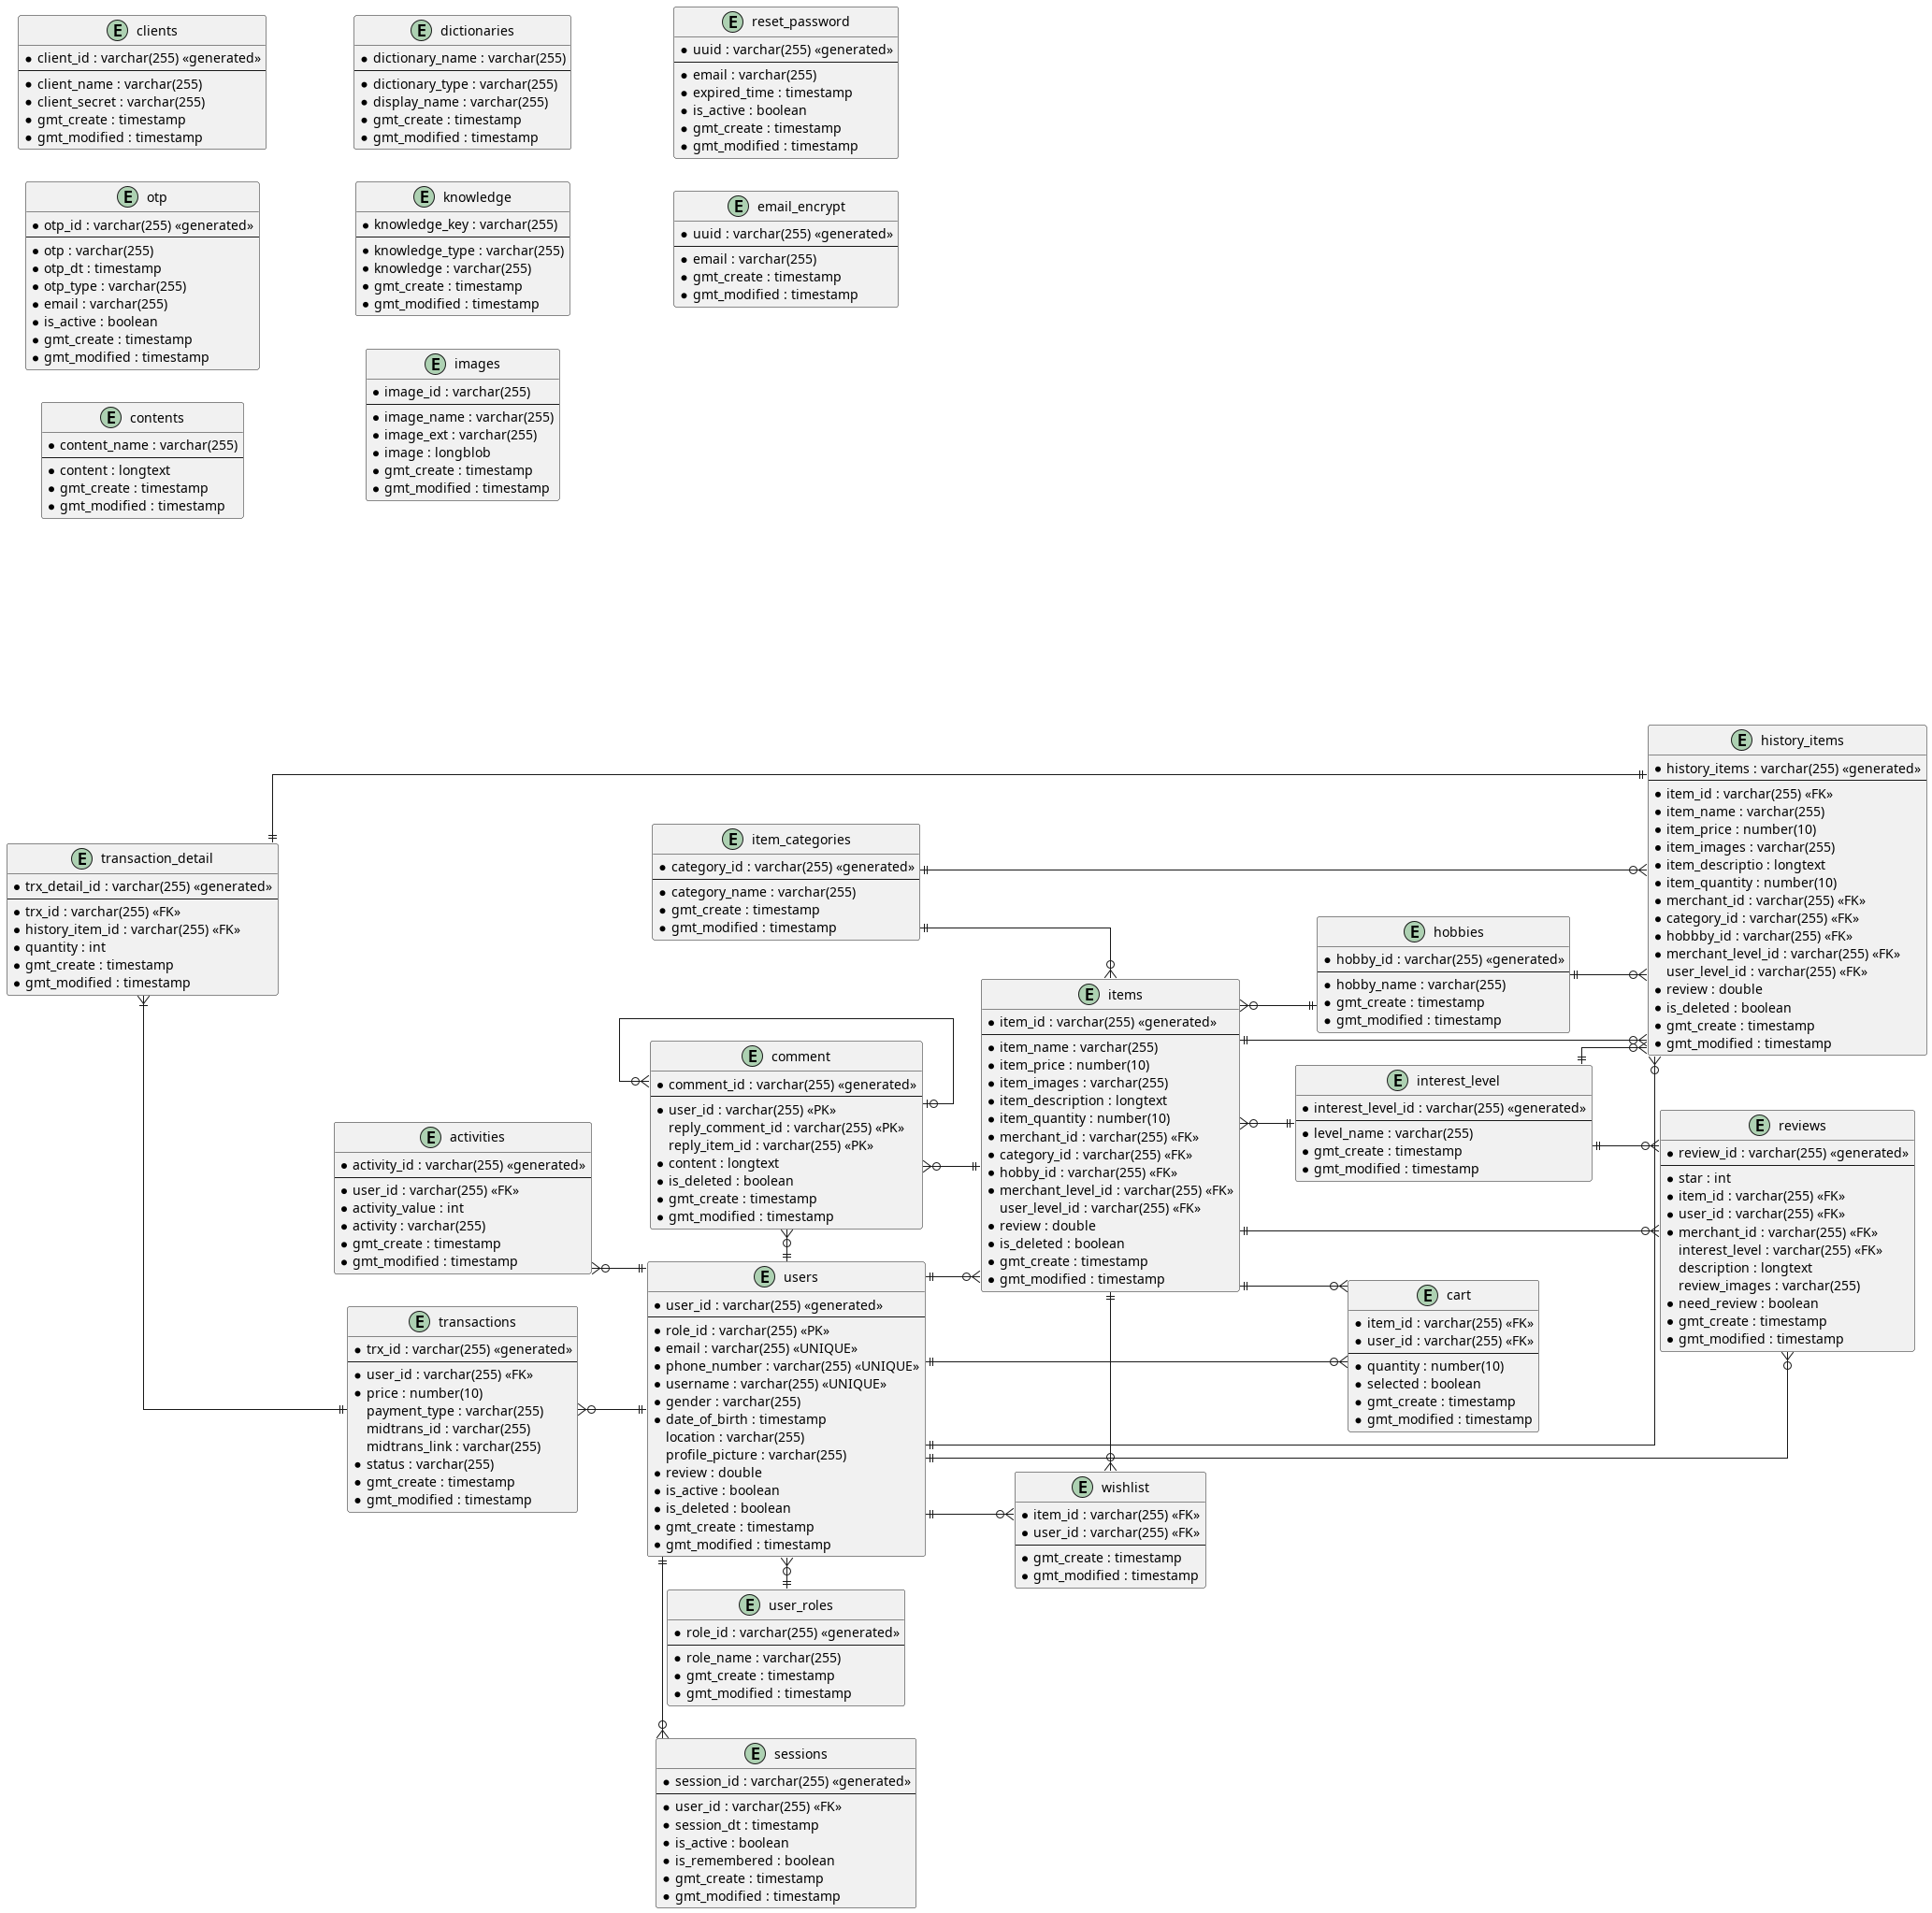 E clients
* client_id : varchar(255) «generated»
* client_name : varchar(255)
* client_secret : varchar(255)
* gmt_create : timestamp
* gmt_modified : timestamp
E dictionaries
* dictionary_name : varchar(255)
* dictionary_type : varchar(255)
* display_name : varchar(255)
* gmt_create : timestamp
* gmt_modified : timestamp
E reset_password
* uuid : varchar(255) «generated»
* email : varchar(255)
* expired_time : timestamp
* is_active : boolean
* gmt_create : timestamp
* gmt_modified : timestamp
E otp
* otp_id : varchar(255) «generated»
* otp : varchar(255)
* otp_dt : timestamp
* otp_type : varchar(255)
* email : varchar(255)
* is_active : boolean
* gmt_create : timestamp
* gmt_modified : timestamp
E knowledge
* knowledge_key : varchar(255)
* knowledge_type : varchar(255)
* knowledge : varchar(255)
* gmt_create : timestamp
* gmt_modified : timestamp
E email_encrypt
* uuid : varchar(255) «generated»
* email : varchar(255)
* gmt_create : timestamp
* gmt_modified : timestamp
E contents
* content_name : varchar(255)
* content : longtext
* gmt_create : timestamp
* gmt_modified : timestamp
E images
* image_id : varchar(255)
* image_name : varchar(255)
* image_ext : varchar(255)
* image : longblob
* gmt_create : timestamp
* gmt_modified : timestamp
E history_items
* history_items : varchar(255) «generated»
* item_id : varchar(255) «FK»
* item_name : varchar(255)
* item_price : number(10)
* item_images : varchar(255)
* item_descriptio : longtext
* item_quantity : number(10)
* merchant_id : varchar(255) «FK»
* category_id : varchar(255) «FK»
* hobbby_id : varchar(255) «FK»
* merchant_level_id : varchar(255) «FK»
user_level_id : varchar(255) «FK»
* review : double
* is_deleted : boolean
* gmt_create : timestamp
* gmt_modified : timestamp
E transaction_detail
* trx_detail_id : varchar(255) «generated»
* trx_id : varchar(255) «FK»
* history_item_id : varchar(255) «FK»
* quantity : int
* gmt_create : timestamp
* gmt_modified : timestamp
E item_categories
* category_id : varchar(255) «generated»
* category_name : varchar(255)
* gmt_create : timestamp
* gmt_modified : timestamp
E hobbies
* hobby_id : varchar(255) «generated»
* hobby_name : varchar(255)
* gmt_create : timestamp
* gmt_modified : timestamp
E items
* item_id : varchar(255) «generated»
* item_name : varchar(255)
* item_price : number(10)
* item_images : varchar(255)
* item_description : longtext
* item_quantity : number(10)
* merchant_id : varchar(255) «FK»
* category_id : varchar(255) «FK»
* hobby_id : varchar(255) «FK»
* merchant_level_id : varchar(255) «FK»
user_level_id : varchar(255) «FK»
* review : double
* is_deleted : boolean
* gmt_create : timestamp
* gmt_modified : timestamp
E comment
* comment_id : varchar(255) «generated»
* user_id : varchar(255) «PK»
reply_comment_id : varchar(255) «PK»
reply_item_id : varchar(255) «PK»
* content : longtext
* is_deleted : boolean
* gmt_create : timestamp
* gmt_modified : timestamp
E interest_level
* interest_level_id : varchar(255) «generated»
* level_name : varchar(255)
* gmt_create : timestamp
* gmt_modified : timestamp
E reviews
* review_id : varchar(255) «generated»
* star : int
* item_id : varchar(255) «FK»
* user_id : varchar(255) «FK»
* merchant_id : varchar(255) «FK»
interest_level : varchar(255) «FK»
description : longtext
review_images : varchar(255)
* need_review : boolean
* gmt_create : timestamp
* gmt_modified : timestamp
E activities
* activity_id : varchar(255) «generated»
* user_id : varchar(255) «FK»
* activity_value : int
* activity : varchar(255)
* gmt_create : timestamp
* gmt_modified : timestamp
E users
* user_id : varchar(255) «generated»
* role_id : varchar(255) «PK»
* email : varchar(255) «UNIQUE»
* phone_number : varchar(255) «UNIQUE»
* username : varchar(255) «UNIQUE»
* gender : varchar(255)
* date_of_birth : timestamp
location : varchar(255)
profile_picture : varchar(255)
* review : double
* is_active : boolean
* is_deleted : boolean
* gmt_create : timestamp
* gmt_modified : timestamp
E cart
* item_id : varchar(255) «FK»
* user_id : varchar(255) «FK»
* quantity : number(10)
* selected : boolean
* gmt_create : timestamp
* gmt_modified : timestamp
E transactions
* trx_id : varchar(255) «generated»
* user_id : varchar(255) «FK»
* price : number(10)
payment_type : varchar(255)
midtrans_id : varchar(255)
midtrans_link : varchar(255)
* status : varchar(255)
* gmt_create : timestamp
* gmt_modified : timestamp
E wishlist
* item_id : varchar(255) «FK»
* user_id : varchar(255) «FK»
* gmt_create : timestamp
* gmt_modified : timestamp
E user_roles
* role_id : varchar(255) «generated»
* role_name : varchar(255)
* gmt_create : timestamp
* gmt_modified : timestamp
E sessions
* session_id : varchar(255) «generated»
* user_id : varchar(255) «FK»
* session_dt : timestamp
* is_active : boolean
* is_remembered : boolean
* gmt_create : timestamp
* gmt_modified : timestamp